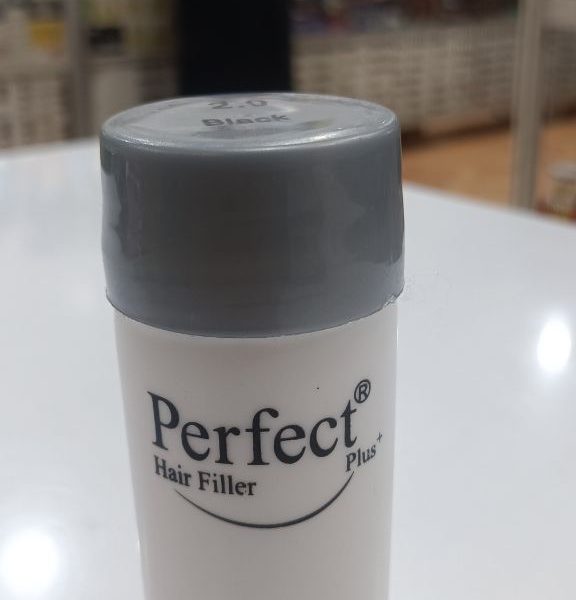 2.0
Black
Perfect®
Hair Filler Plus+